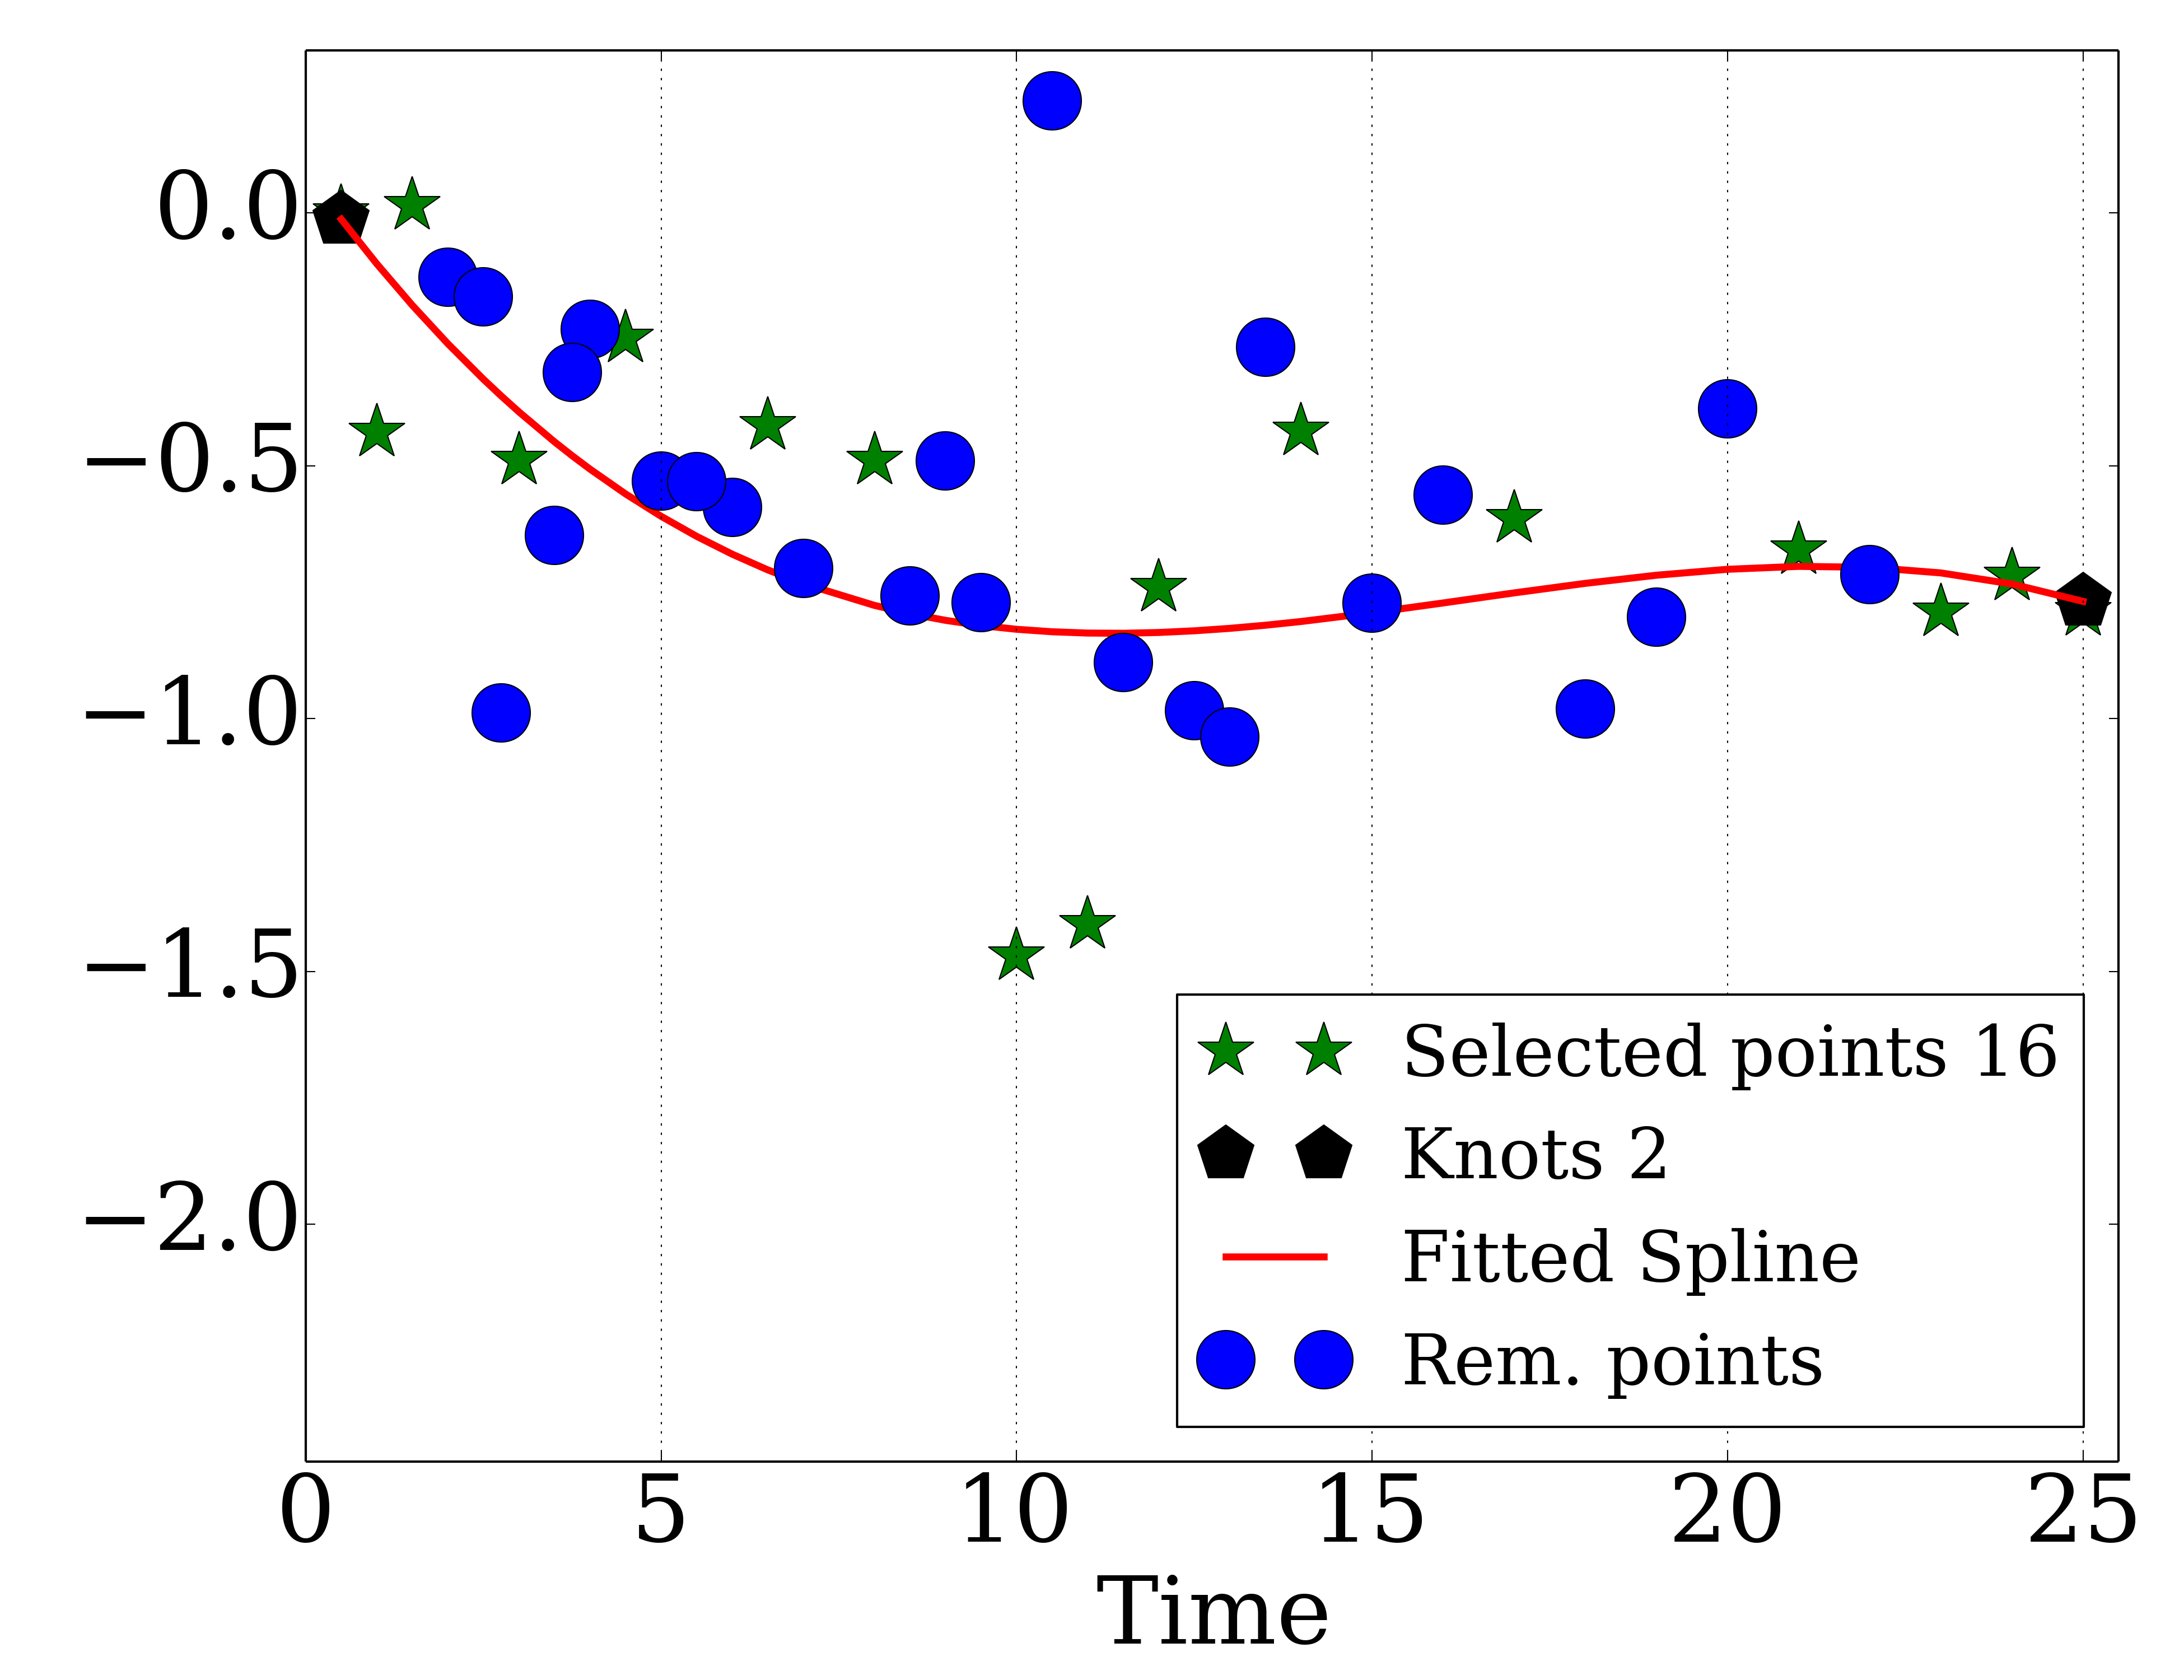 0.0
−0.5
−1.0
−1.5
−2.0
Selected points 16
Knots 2
Fitted Spline
Rem. points
0 5 10 15 20 25
Time